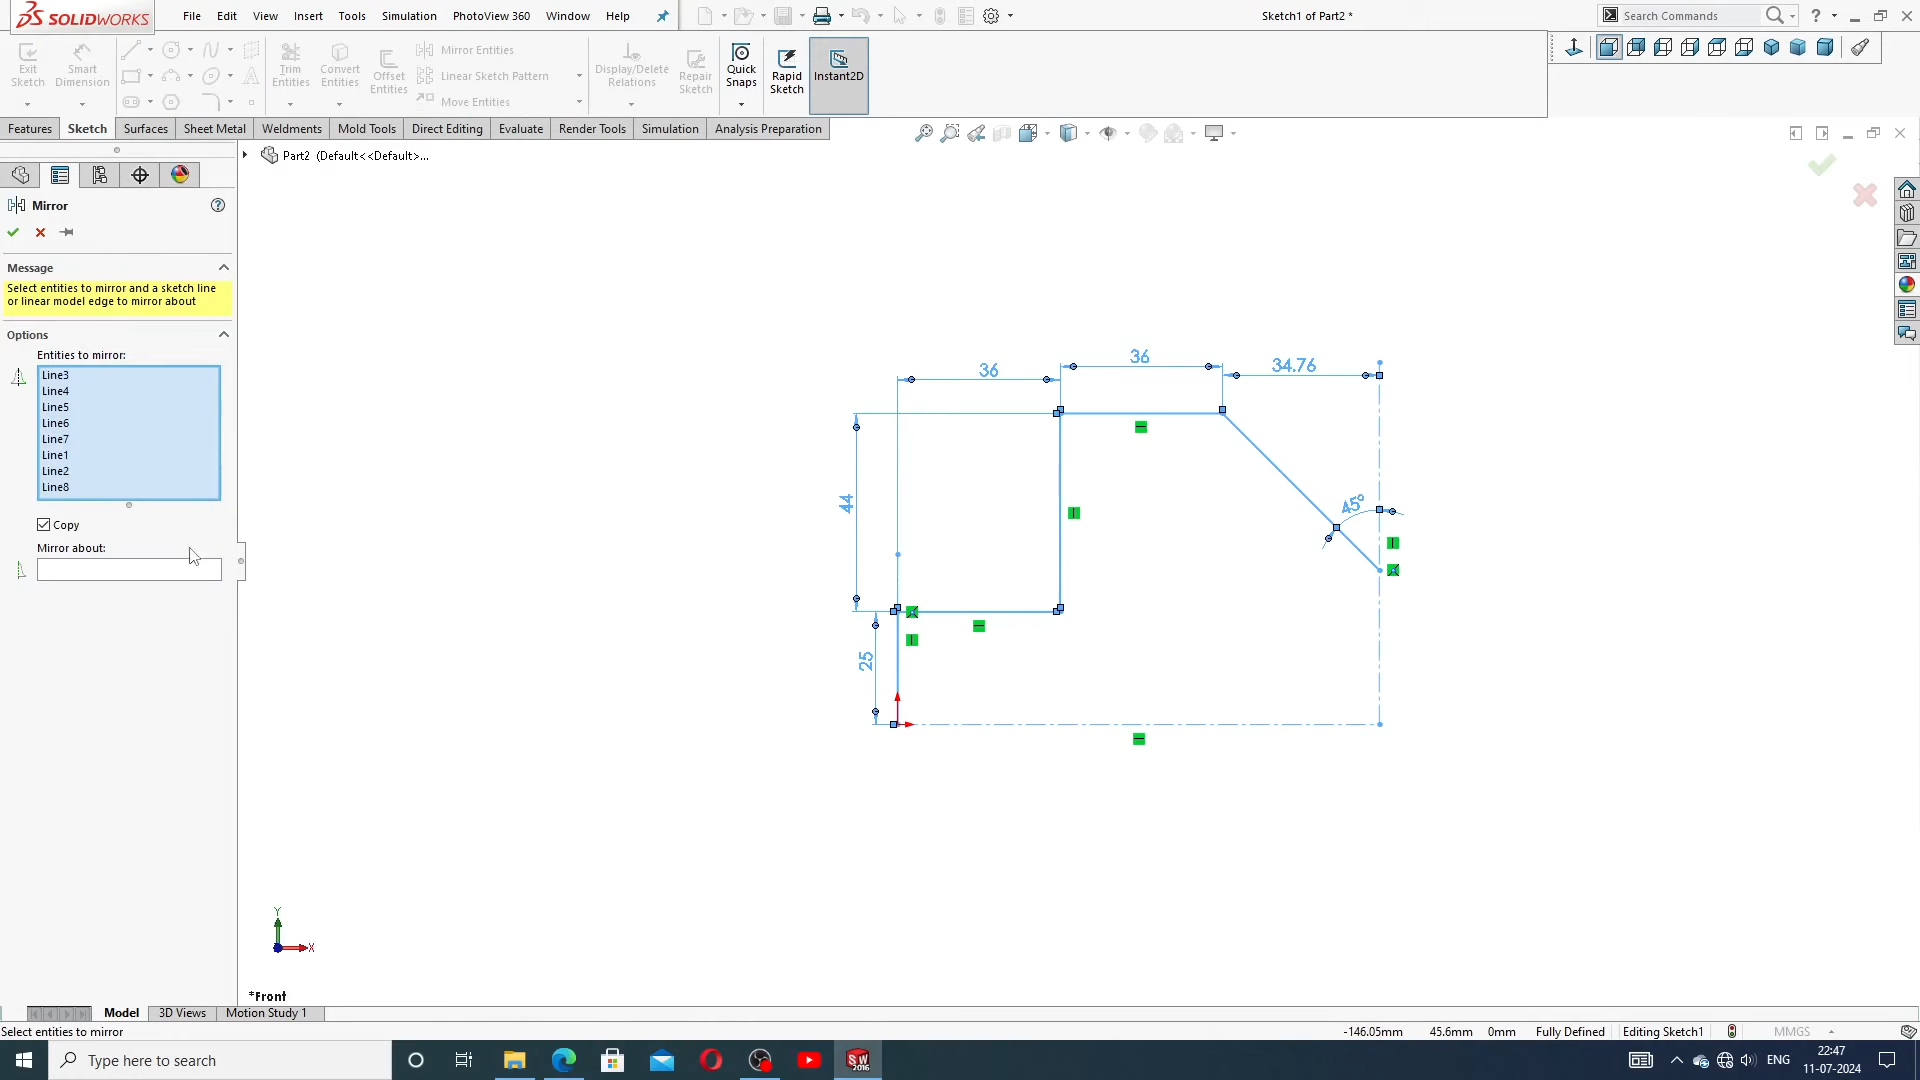 SOLIDWORKS
File Edit View Insert Tools Simulation PhotoView 360 Window Help
Sketch1 of Part2 *
Search Commands
Exit Sketch
Smart Dimension
Trim Entities
Convert Entities
Offset Entities
Mirror Entities
Linear Sketch Pattern
Move Entities
Display/Delete Relations
Repair Sketch
Quick Snaps
Rapid Sketch
Instant2D
Features Sketch Surfaces Sheet Metal Weldments Mold Tools Direct Editing Evaluate Render Tools Simulation Analysis Preparation
Part2 (Default<<Default>...
Mirror
Message
Select entities to mirror and a sketch line
or linear model edge to mirror about
Options
Entities to mirror:
Line3
Line4
Line5
Line6
Line7
Line1
Line2
Line8
Copy
Mirror about:
36
36
34.76
44
45°
25
Y
X
*Front
Model 3D Views Motion Study 1
Select entities to mirror
-146.05mm 45.6mm 0mm Fully Defined Editing Sketch1 MMGS
Type here to search
SW
2016
ENG
22:47
11-07-2024